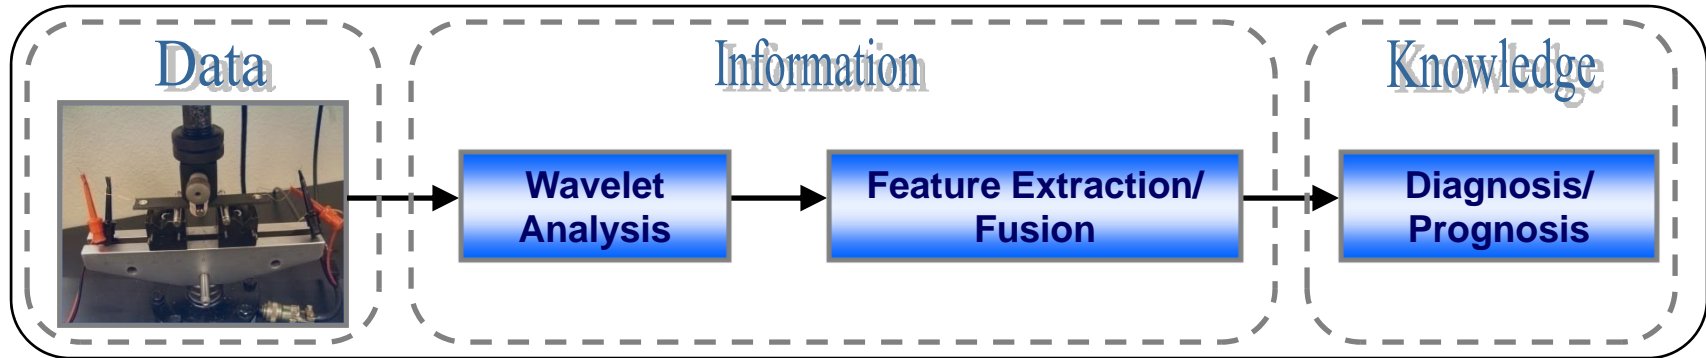 Data
Information
Knowledge
Wavelet
Analysis
Feature Extraction/
Fusion
Diagnosis/
Prognosis